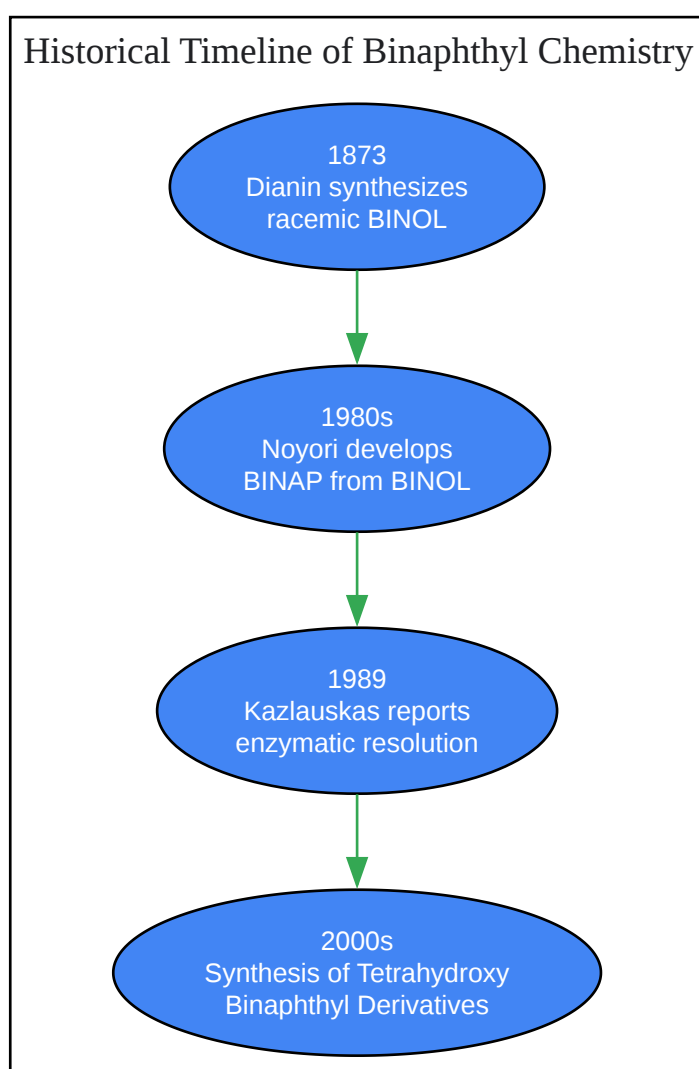 Historical Timeline of Binaphthyl Chemistry
1873
Dianin synthesizes
racemic BINOL
1980s
Noyori develops
BINAP from BINOL
1989
Kazlauskas reports
enzymatic resolution
2000s
Synthesis of Tetrahydroxy
Binaphthyl Derivatives